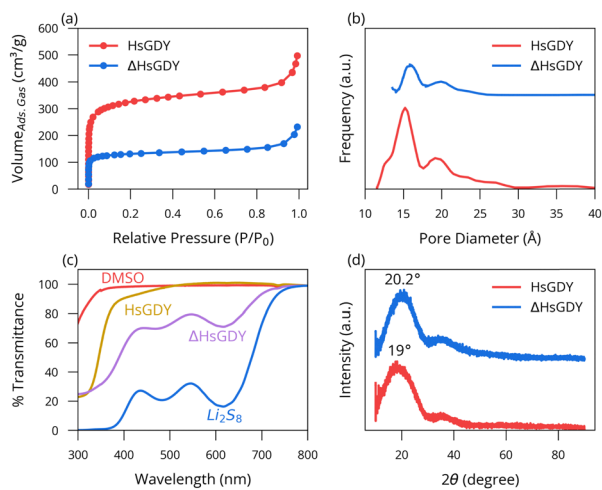 (a)
HsGDY
ΔHsGDY
600
500
400
300
200
100
0
Volume_Ads. Gas (cm³/g)
0.0 0.2 0.4 0.6 0.8 1.0
Relative Pressure (P/P₀)
(b)
HsGDY
ΔHsGDY
Frequency (a.u.)
10 15 20 25 30 35 40
Pore Diameter (Å)
(c)
DMSO
HsGDY
ΔHsGDY
Li₂S₈
100
80
60
40
20
0
% Transmittance
300 400 500 600 700 800
Wavelength (nm)
(d)
20.2°
19°
HsGDY
ΔHsGDY
Intensity (a.u.)
20 40 60 80
2θ (degree)